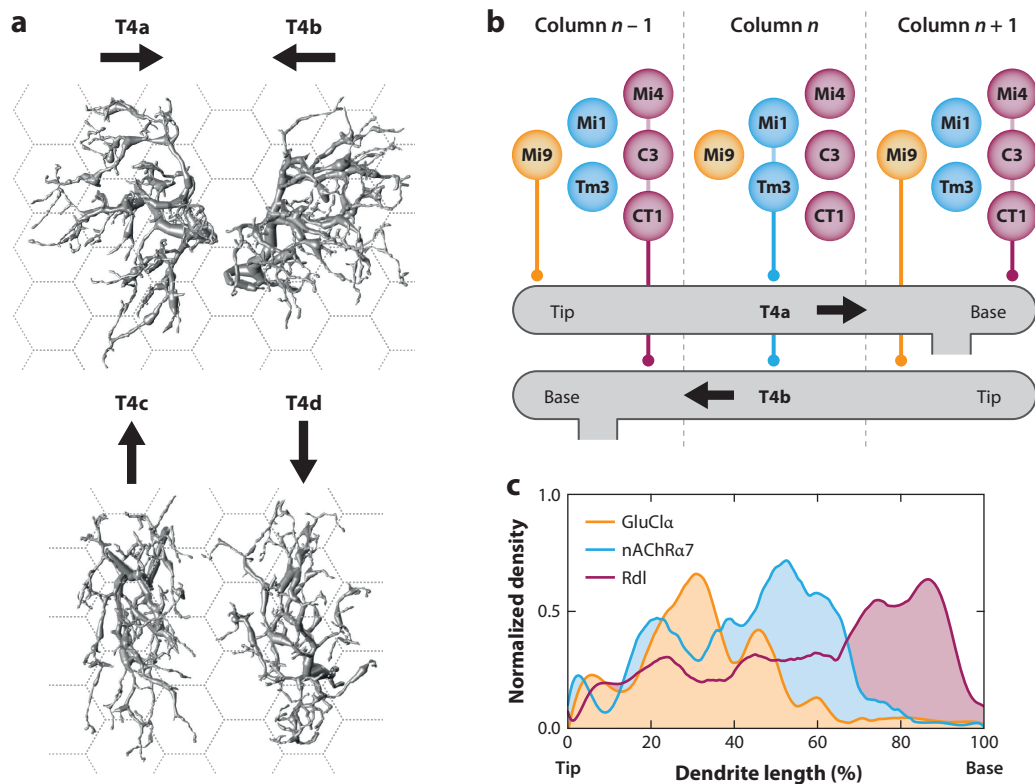 a
T4a T4b
T4c T4d
b
Column n – 1 Column n Column n + 1
Mi4 Mi4 Mi4
Mi1 Mi1 Mi1
Mi9 C3 Mi9 C3 Mi9 C3
Tm3 Tm3 Tm3
CT1 CT1 CT1
Tip T4a Base
Base T4b Tip
c
1.0
GluClα
nAChRα7
Rdl
0.5
0.0
Normalized density
0 20 40 60 80 100
Tip Dendrite length (%) Base